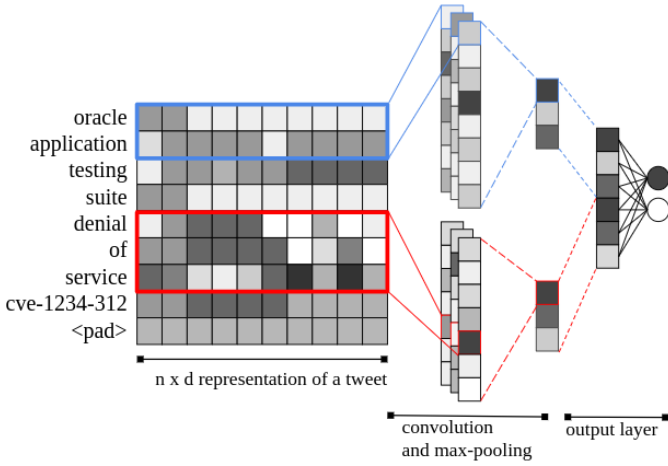 oracle
application
testing
suite
denial
of
service
cve-1234-312
<pad>
n x d representation of a tweet
convolution
and max-pooling
output layer